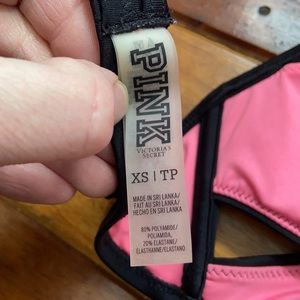 PINK
VICTORIA'S
SECRET
XS | TP
MADE IN SRI LANKA/
FAIT AU SRI LANKA/
HECHO EN SRI LANKA
80% POLYAMIDE/
POLIAMIDA,
20% ELASTANE/
ELASTHANNE/ELASTANO